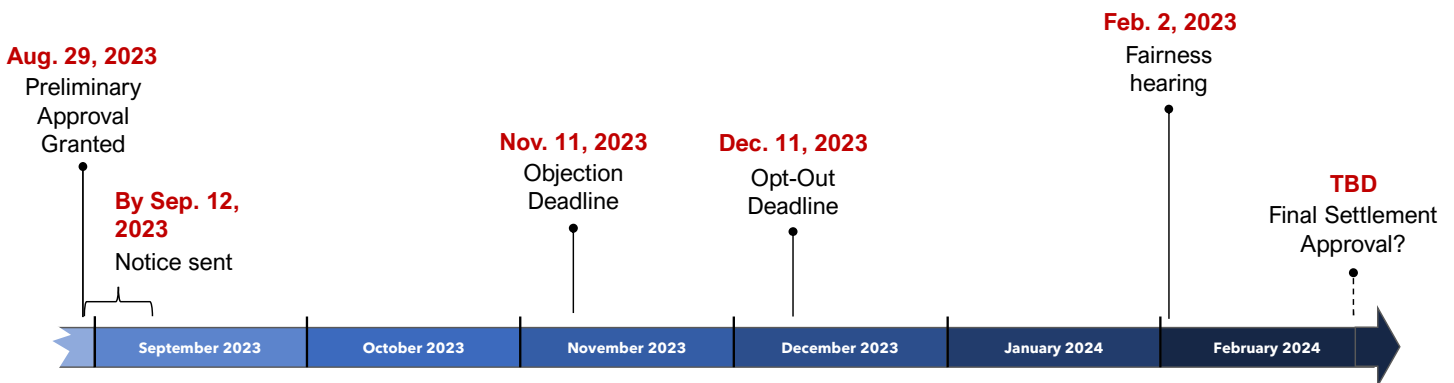 Aug. 29, 2023
Preliminary
Approval
Granted
By Sep. 12,
2023
Notice sent
Nov. 11, 2023
Objection
Deadline
Dec. 11, 2023
Opt-Out
Deadline
Feb. 2, 2023
Fairness
hearing
TBD
Final Settlement
Approval?
September 2023
October 2023
November 2023
December 2023
January 2024
February 2024